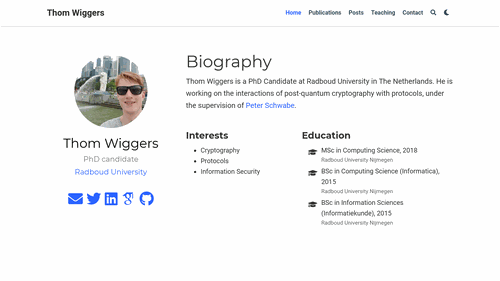 Thom Wiggers
Home Publications Posts Teaching Contact
Biography
Thom Wiggers is a PhD Candidate at Radboud University in The Netherlands. He is
working on the interactions of post-quantum cryptography with protocols, under
the supervision of Peter Schwabe.
Thom Wiggers
PhD candidate
Radboud University
Interests
Cryptography
Protocols
Information Security
Education
MSc in Computing Science, 2018
Radboud University Nijmegen
BSc in Computing Science (Informatica),
2015
Radboud University Nijmegen
BSc in Information Sciences
(Informatiekunde), 2015
Radboud University Nijmegen